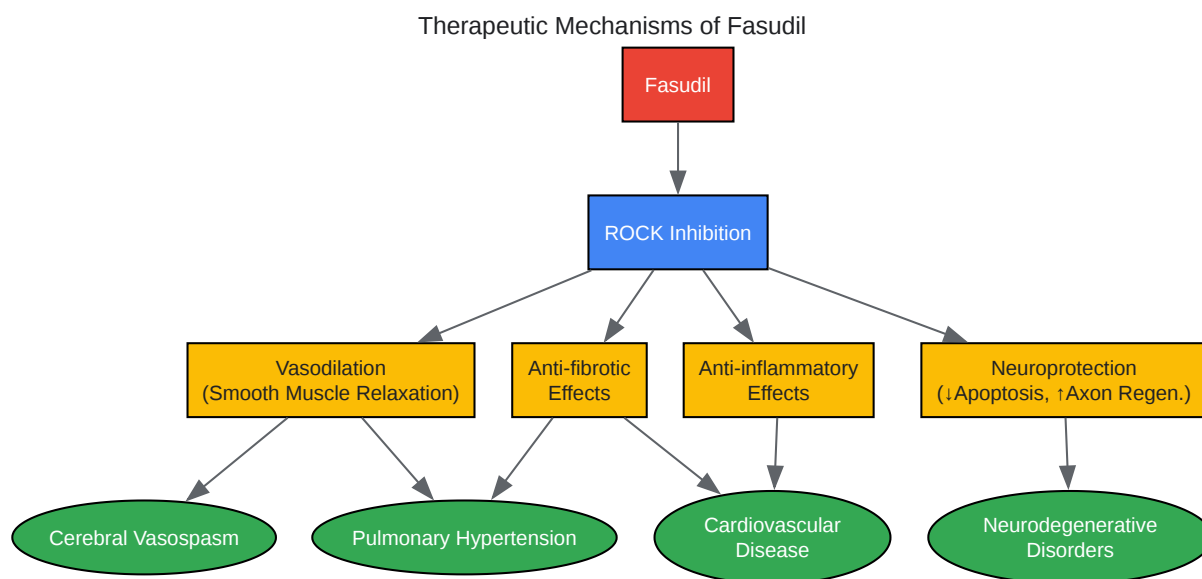 Therapeutic Mechanisms of Fasudil
Fasudil
ROCK Inhibition
Vasodilation
(Smooth Muscle Relaxation)
Anti-fibrotic
Effects
Anti-inflammatory
Effects
Neuroprotection
(↓Apoptosis, ↑Axon Regen.)
Cerebral Vasospasm
Pulmonary Hypertension
Cardiovascular
Disease
Neurodegenerative
Disorders